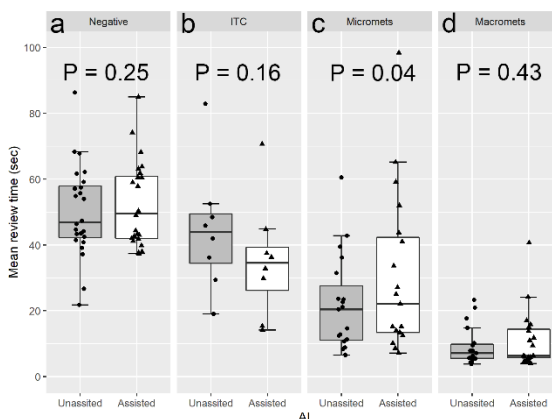 a b c d
Negative ITC Micromets Macromets
P = 0.25 P = 0.16 P = 0.04 P = 0.43
Mean review time (sec)
100
80
60
40
20
0
Unassited Assisted Unassited Assisted Unassited Assisted Unassited Assisted
AI